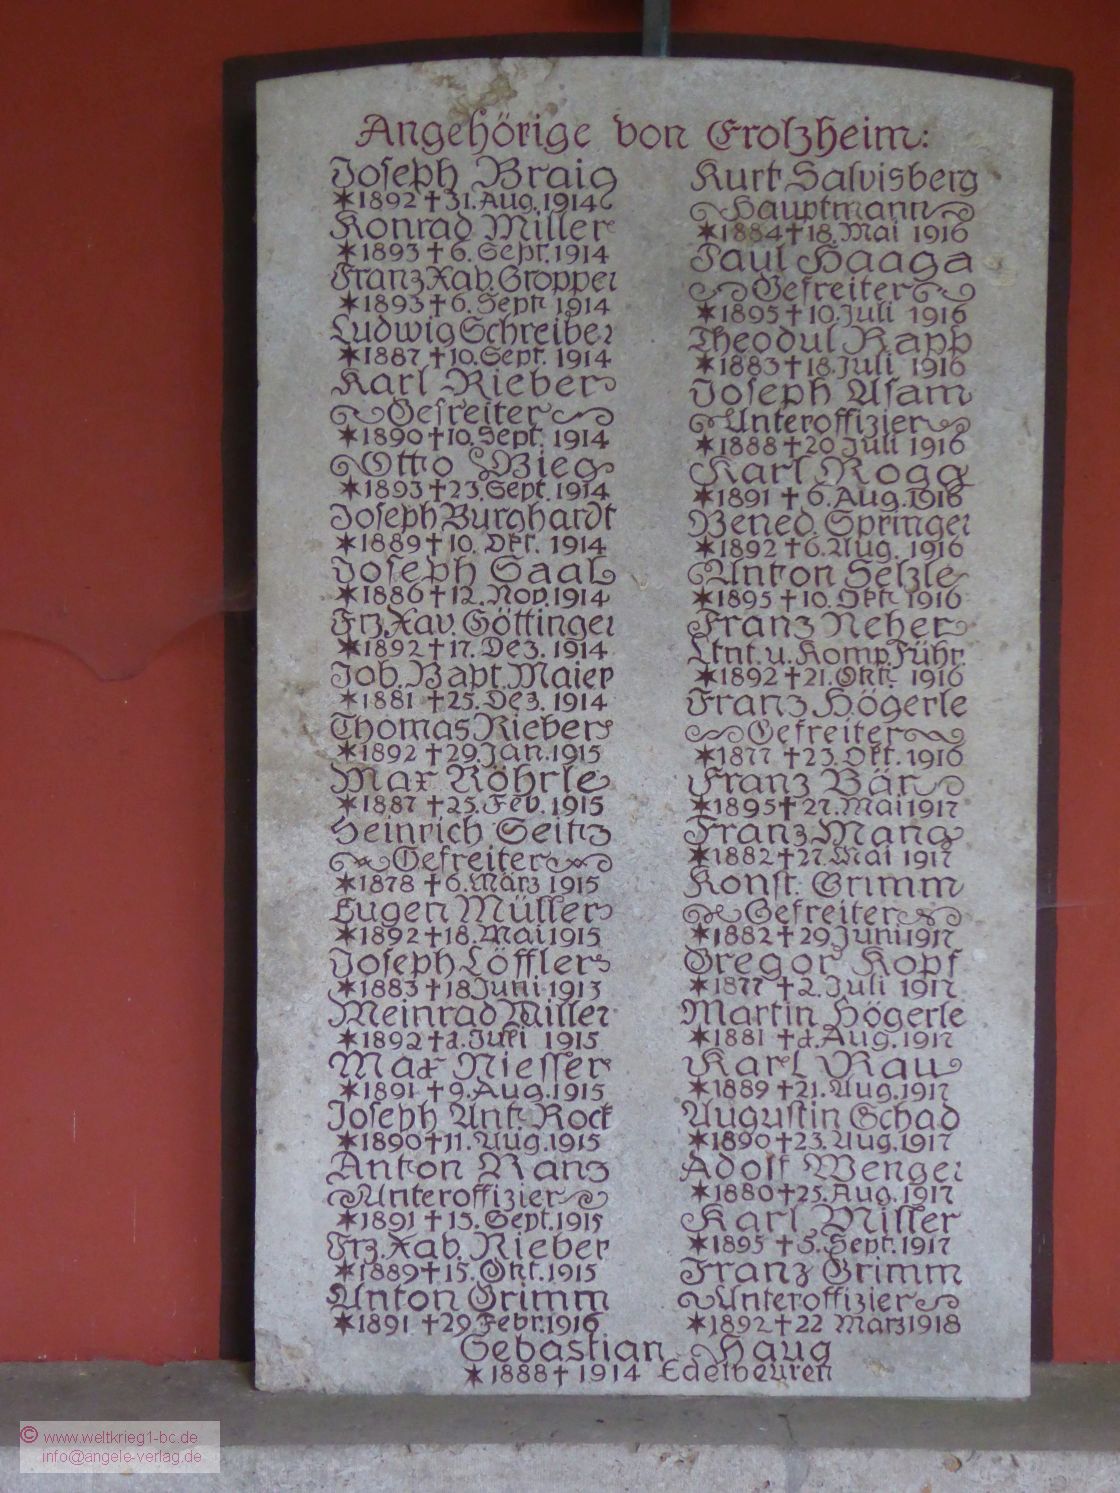 Angehörige von Erolzheim:
Joseph Braig
*1892 †31. Aug. 1914
Konrad Miller
*1893 †6. Sept. 1914
Franz Xav. Gropper
*1893 †6. Sept. 1914
Ludwig Schreiber
*1887 †10. Sept. 1914
Karl Rieber
Gefreiter
*1890 †10. Sept. 1914
Otto Bieg
*1893 †23. Sept. 1914
Joseph Burghardt
*1889 †10. Okt. 1914
Joseph Saal
*1886 †12. Nov. 1914
Frz. Xav. Göttinger
*1892 †17. Dez. 1914
Joh. Bapt. Maier
*1881 †25. Dez. 1914
Thomas Rieber
*1892 †29. Jan. 1915
Max Röhrle
*1887 †25. Feb. 1915
Heinrich Seitz
Gefreiter
*1878 †6. März 1915
Eugen Müller
*1892 †18. Mai 1915
Joseph Löffler
*1883 †18 Juni 1915
Meinrad Miller
*1892 † Juli 1915
Max Niesser
*1891 †9. Aug. 1915
Joseph Ant. Rock
*1890 †11. Aug. 1915
Anton Ranz
Unteroffizier
*1891 †15. Sept. 1915
Frz. Xav. Rieber
*1889 †15. Okt. 1915
Anton Grimm
*1891 †29. Febr. 1916
Kurt Salvisberg
Hauptmann
*1884 †18. Mai 1916
Paul Haaga
Gefreiter
*1895 †10. Juli 1916
Theodul Rapp
*1883 †18. Juli 1916
Joseph Asam
Unteroffizier
*1888 †20 Juli 1916
Karl Rogg
*1891 †6. Aug. 1916
Bened. Springer
*1892 †6. Aug. 1916
Anton Selzle
*1895 †10. Okt. 1916
Franz Neher
Ltnt. u. Komp. Führ.
*1892 †21. Okt. 1916
Franz Högerle
Gefreiter
*1877 †23. Okt. 1916
Franz Bär
*1895 †27. Mai 1917
Franz Mang
*1882 †27. Mai 1917
Konst. Grimm
Gefreiter
*1882 †29 Juni 1917
Gregor Kopf
*1877 †2. Juli 1917
Martin Högerle
*1881 † Aug. 1917
Karl Rau
*1889 †21. Aug. 1917
Augustin Schad
*1890 †23. Aug. 1917
Adolf Wenger
*1880 †25. Aug. 1917
Karl Miller
*1895 †5. Sept. 1917
Franz Grimm
Unteroffizier
*1892 †22 März 1918
Sebastian Haug
*1888 † 1914 Edelbeuren
© www.weltkrieg1-bc.de
info@angele-verlag.de